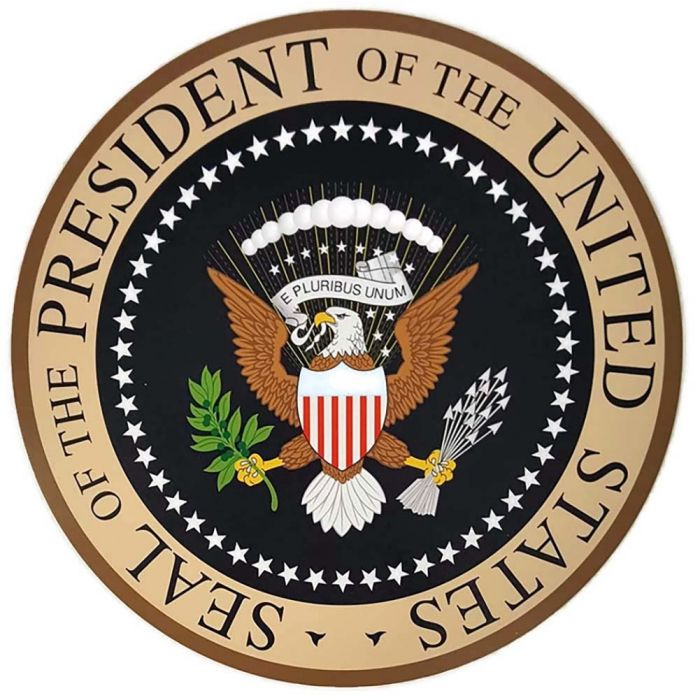 SEAL OF THE PRESIDENT OF THE UNITED STATES
E PLURIBUS UNUM